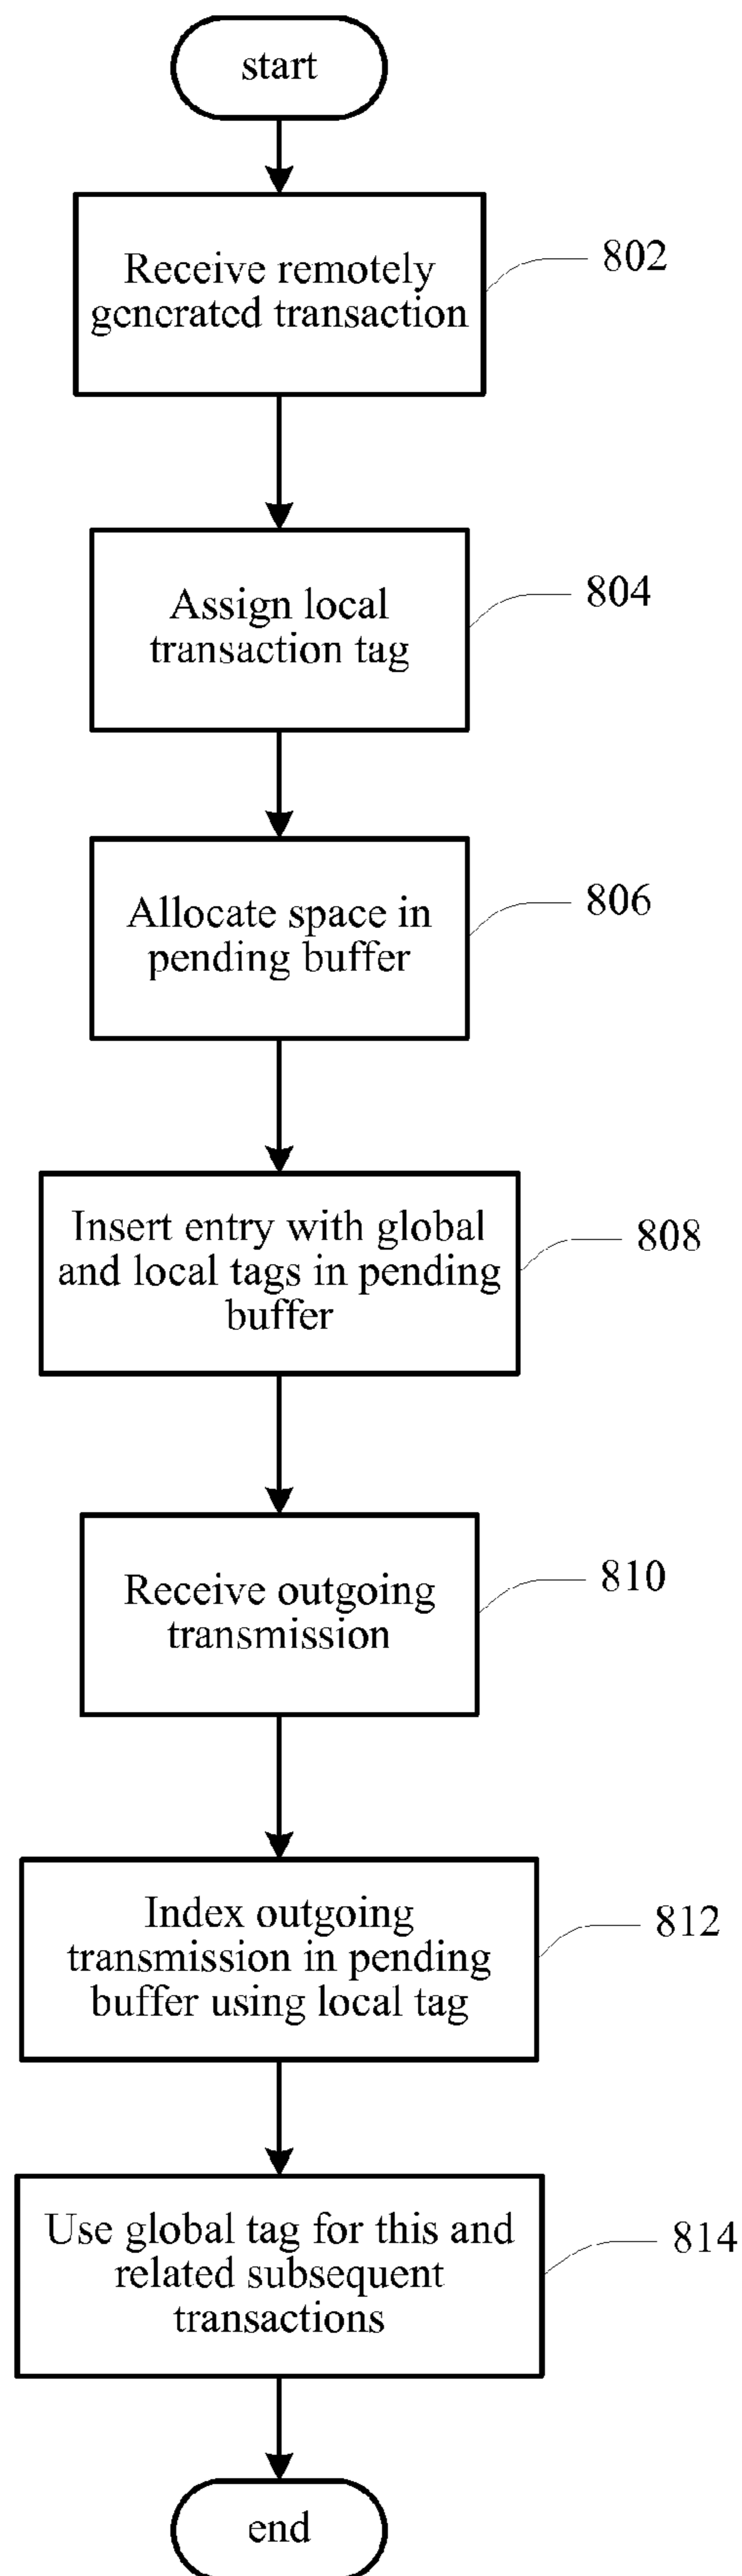 start
Receive remotely
generated transaction
802
Assign local
transaction tag
804
Allocate space in
pending buffer
806
Insert entry with global
and local tags in pending
buffer
808
Receive outgoing
transmission
810
Index outgoing
transmission in pending
buffer using local tag
812
Use global tag for this and
related subsequent
transactions
814
end